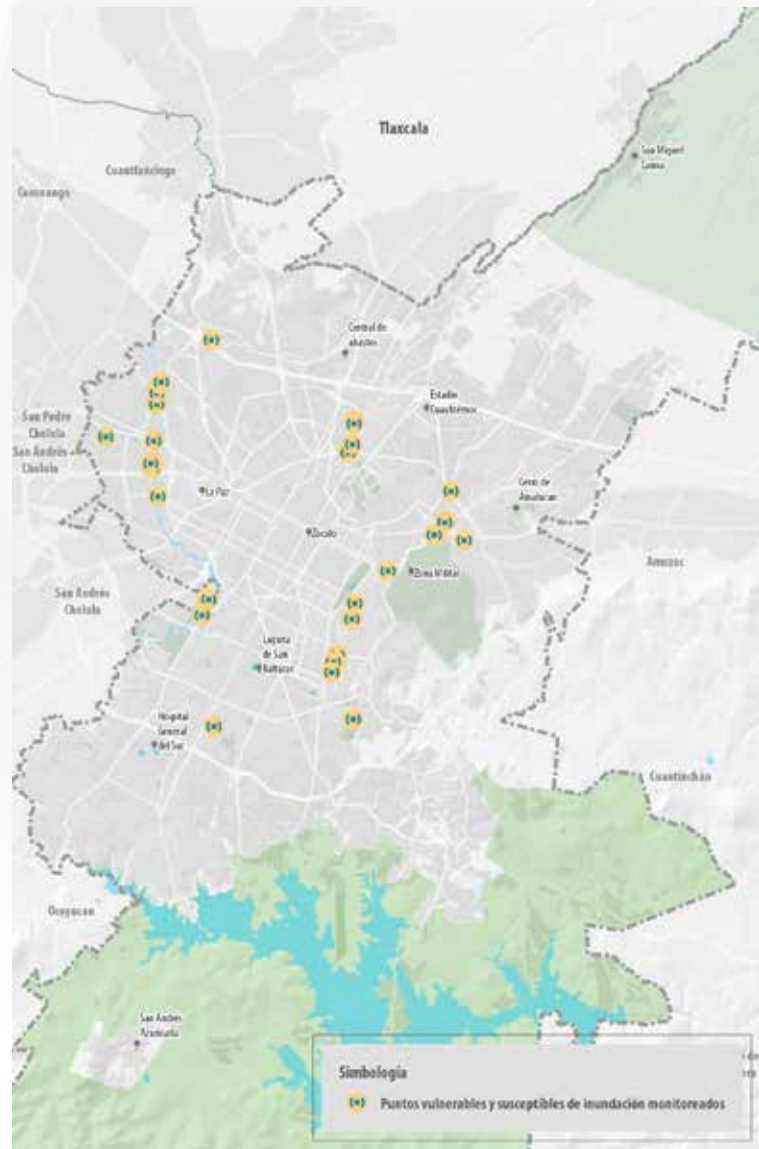 Tlaxcala
San Miguel
Canoa
Cuautlancingo
Coronango
Central de
abastos
Estadio
Cuauhtémoc
San Pedro
Cholula
San Andrés
Cholula
La Paz
Cerro de
Amalucan
Zócalo
Zona Militar
Amozoc
San Andrés
Cholula
Laguna
de San
Baltazar
Hospital
General
del Sur
Cuautinchán
Ocoyucan
San Andrés
Azumiatla
Simbología
Puntos vulnerables y susceptibles de inundación monitoreados